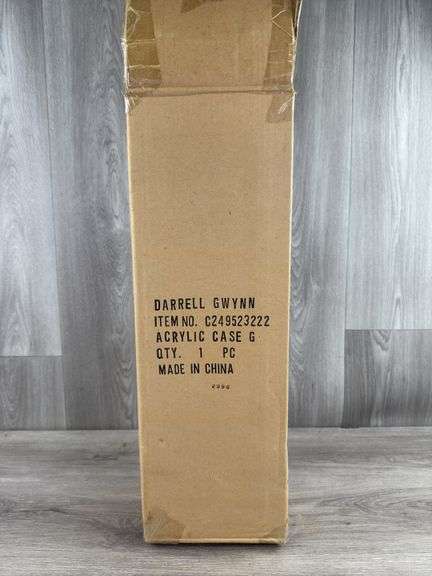 DARRELL GWYNN
ITEM NO. C249523222
ACRYLIC CASE G
QTY. 1 PC
MADE IN CHINA